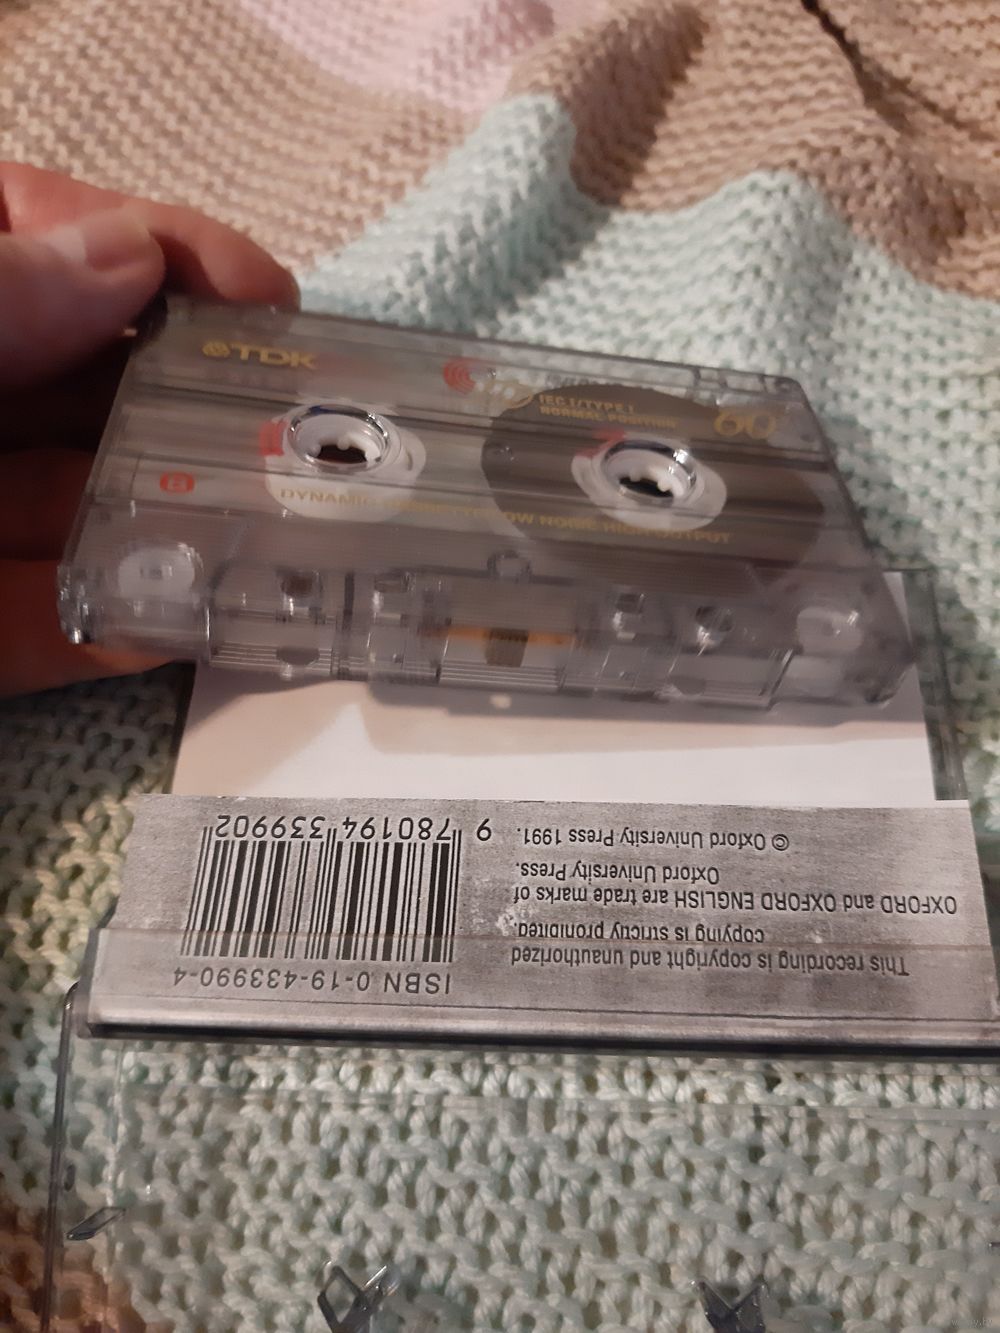 TDK
IEC I/TYPE I
NORMAL POSITION
60
B
DYNAMIC CASSETTE LOW NOISE HIGH OUTPUT
ISBN 0-19-433990-4
9 780194 339902
This recording is copyright and unauthorized
copying is strictly prohibited.
OXFORD and OXFORD ENGLISH are trade marks of
Oxford University Press.
© Oxford University Press 1991.